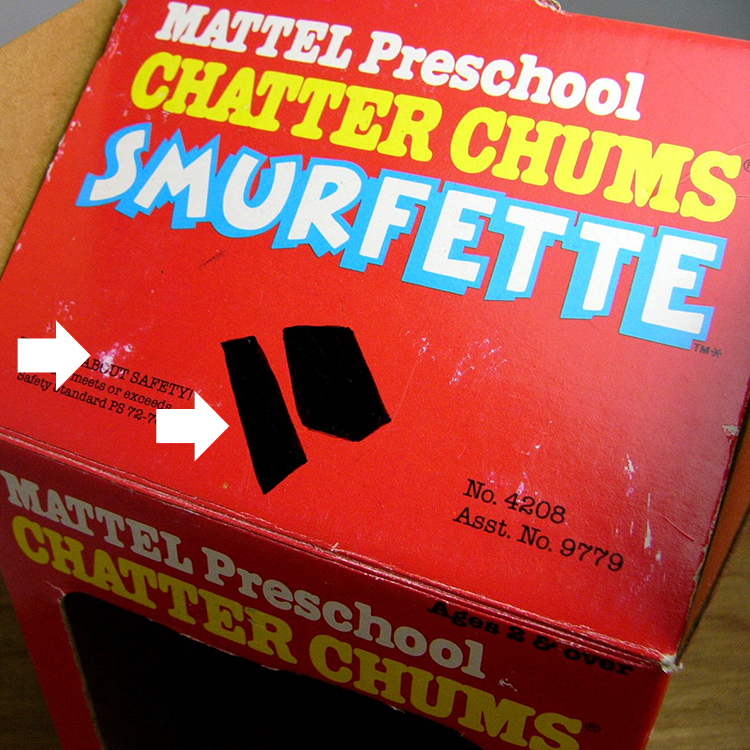 MATTEL Preschool
CHATTER CHUMS®
SMURFETTE
TM*
ABOUT SAFETY!
meets or exceeds
Safety Standard PS 72-
No. 4208
Asst. No. 9779
MATTEL Preschool
Ages 2 & over
CHATTER CHUMS®